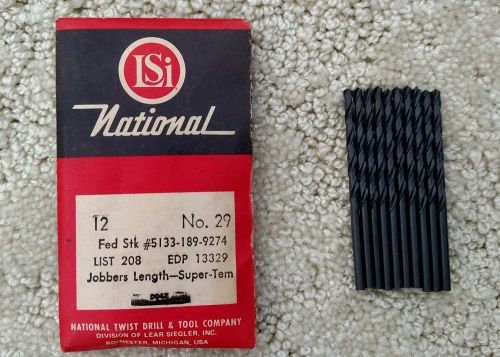 LSi
National
12 No. 29
Fed Stk #5133-189-9274
LIST 208 EDP 13329
Jobbers Length—Super-Tem
NATIONAL TWIST DRILL & TOOL COMPANY
DIVISION OF LEAR SIEGLER, INC.
ROCHESTER, MICHIGAN, USA